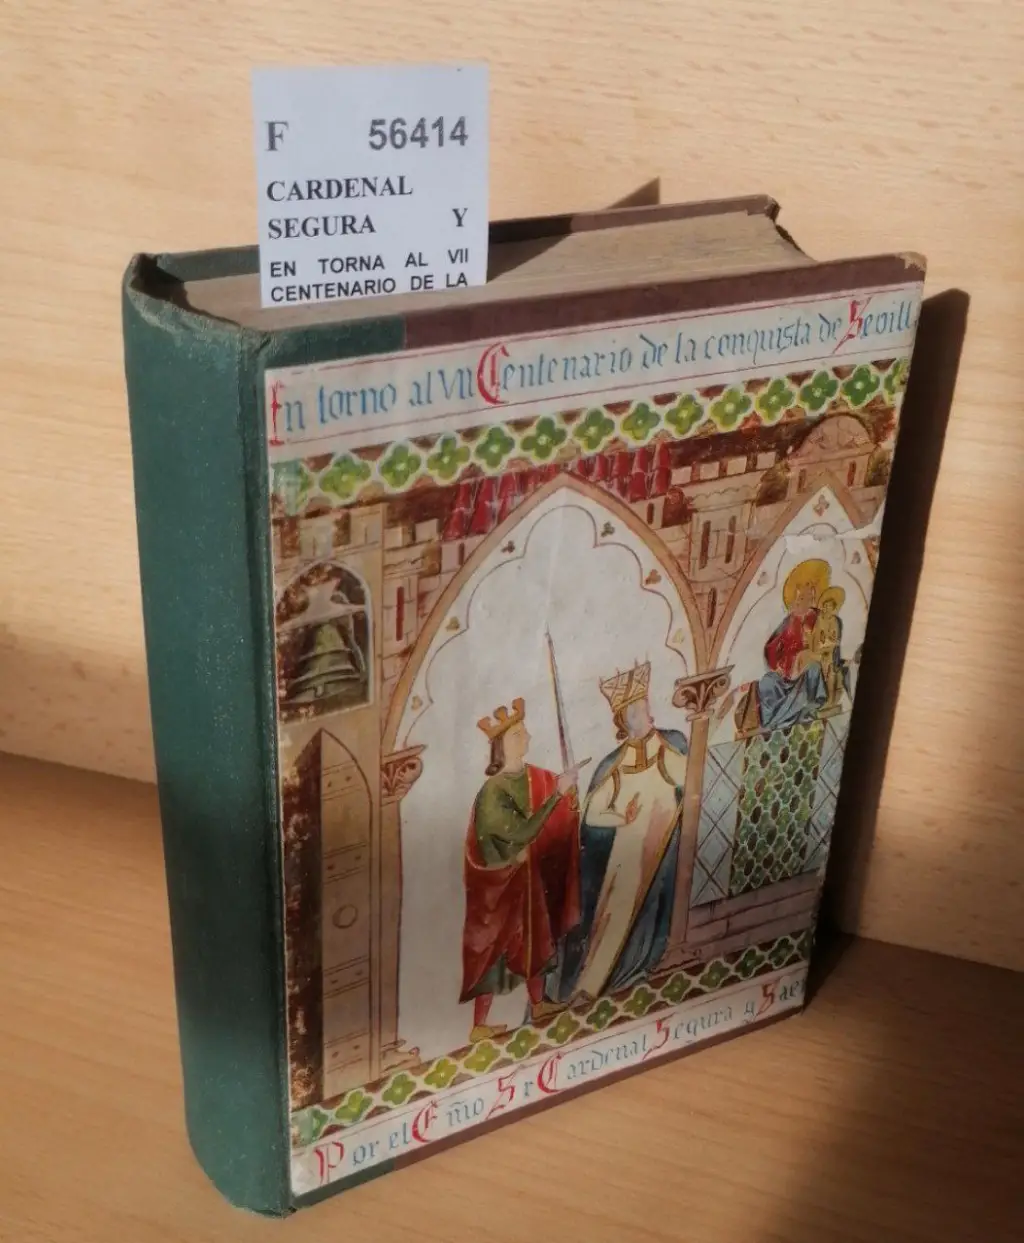 F 56414
CARDENAL
SEGURA Y
EN TORNA AL VII
CENTENARIO DE LA
En torno al VII Centenario de la conquista de Sevill
Por el Emo Sr Cardenal Segura y Sae